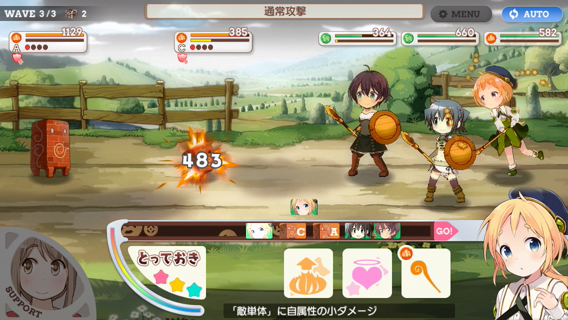 WAVE 3/3 2
通常攻撃
MENU
AUTO
1129
A
385
C
364
660
582
483
C
A
GO!
とっておき
SUPPORT
「敵単体」に自属性の小ダメージ